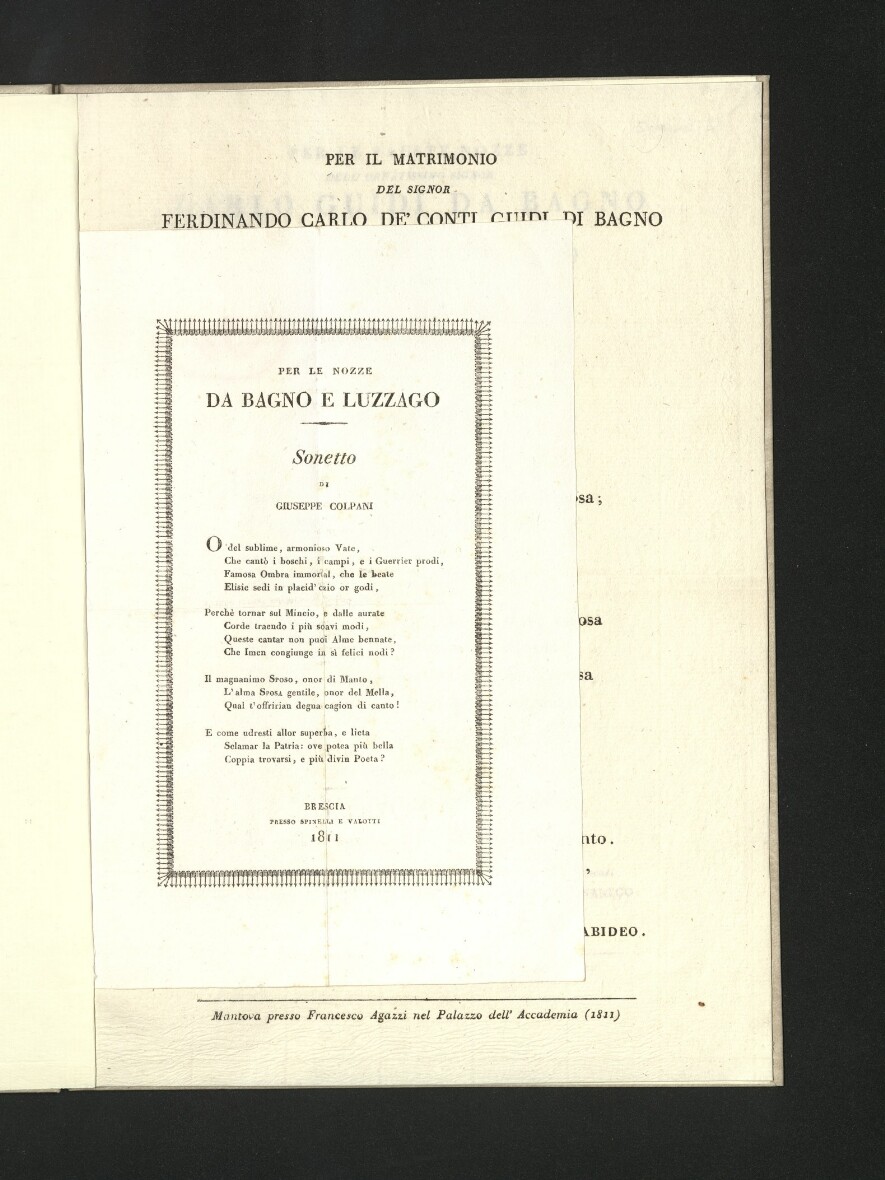 PER IL MATRIMONIO
DEL SIGNOR
FERDINANDO CARLO DE' CONTI GUIDI DI BAGNO
PER LE NOZZE
DA BAGNO E LUZZAGO
Sonetto
DI
GIUSEPPE COLPANI
O del sublime, armonioso Vate,
Che cantò i boschi, i campi, e i Guerrier prodi,
Famosa Ombra immortal, che le beate
Elisie sedi in placid' ozio or godi,
Perchè tornar sul Mincio, e dalle aurate
Corde traendo i più soavi modi,
Queste cantar non puoi Alme bennate,
Che Imen congiunge in sì felici nodi?
Il magnanimo Sposo, onor di Manto,
L'alma Sposa gentile, onor del Mella,
Qual t'offririan degna cagion di canto!
E come udresti allor superba, e lieta
Sclamar la Patria: ove potea più bella
Coppia trovarsi, e più divin Poeta?
BRESCIA
PRESSO SPINELLI E VALOTTI
1811
osa;
osa
sa
nto.
,
ABIDEO.
Mantova presso Francesco Agazzi nel Palazzo dell' Accademia (1811)